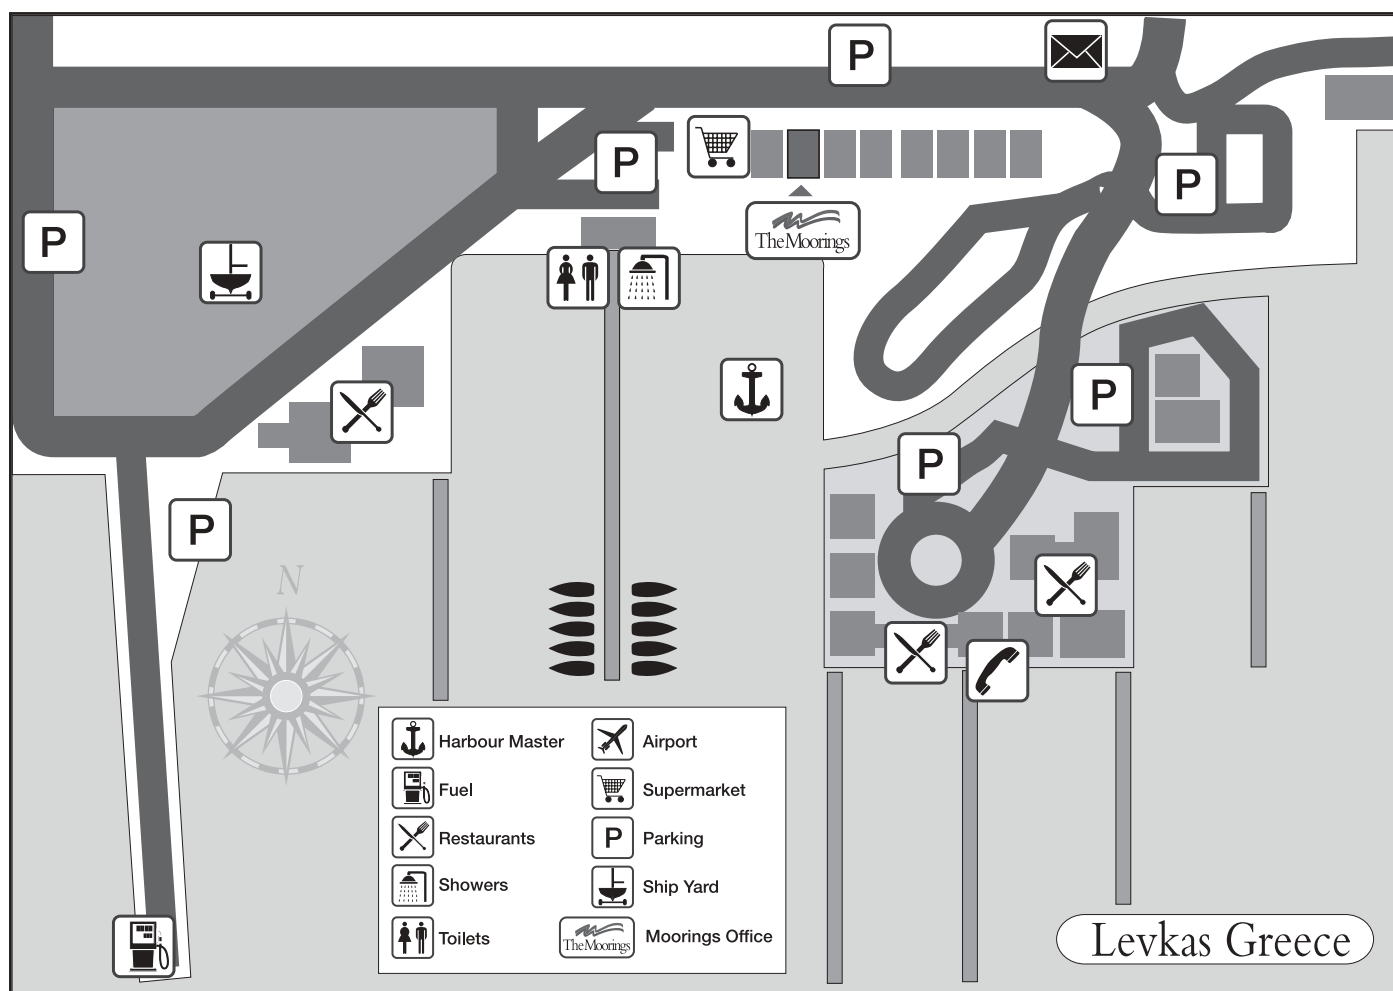 P
P
P
P
The Moorings
P
P
P
P
N
Harbour Master
Airport
Fuel
Supermarket
Restaurants
P
Parking
Showers
Ship Yard
Toilets
The Moorings
Moorings Office
Levkas Greece